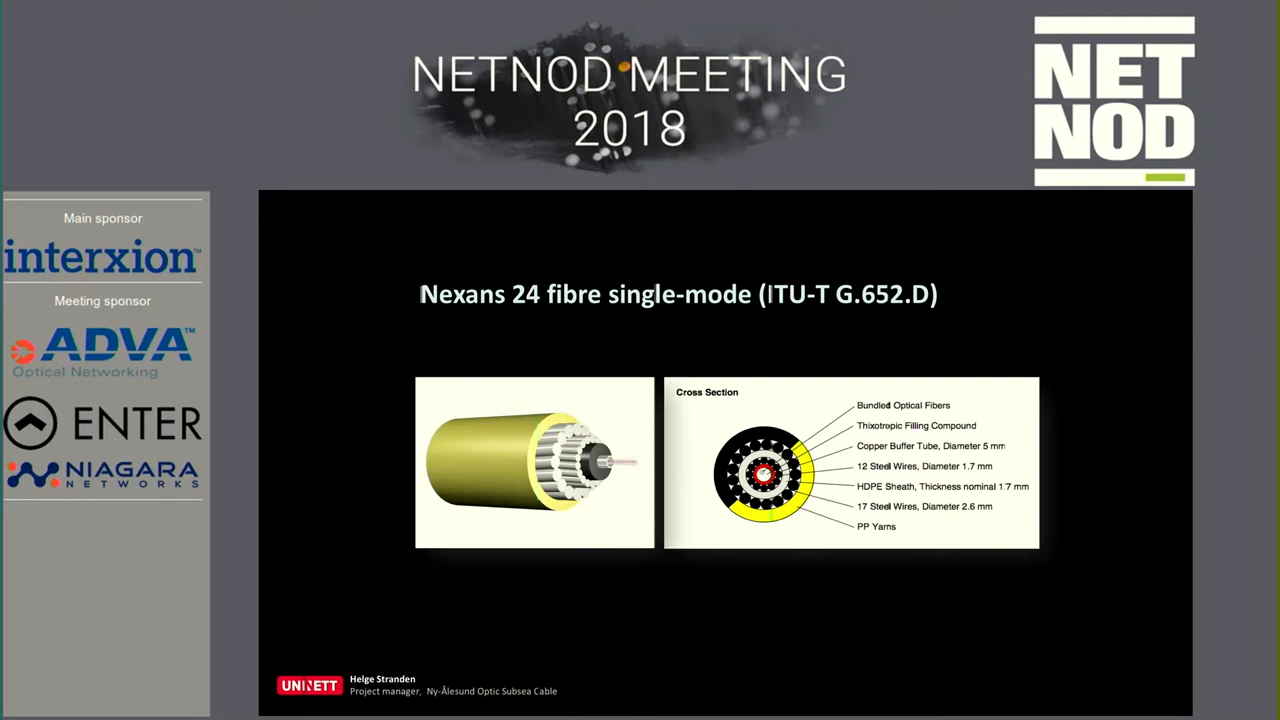 NETNOD MEETING
2018
NET
NOD
Main sponsor
interxion™
Meeting sponsor
ADVA™
Optical Networking
ENTER
NIAGARA
NETWORKS
Nexans 24 fibre single-mode (ITU-T G.652.D)
Cross Section
Bundled Optical Fibers
Thixotropic Filling Compound
Copper Buffer Tube, Diameter 5 mm
12 Steel Wires, Diameter 1.7 mm
HDPE Sheath, Thickness nominal 1.7 mm
17 Steel Wires, Diameter 2.6 mm
PP Yarns
UNINETT
Helge Stranden
Project manager, Ny-Ålesund Optic Subsea Cable